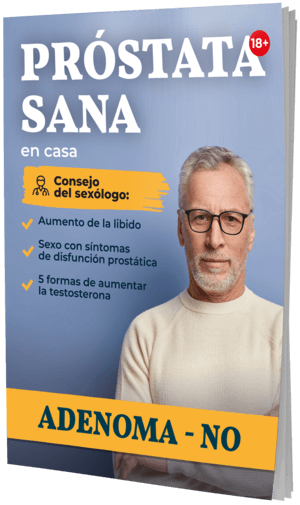 PRÓSTATA
18+
SANA
en casa
Consejo
del sexólogo:
Aumento de la libido
Sexo con síntomas
de disfunción prostática
5 formas de aumentar
la testosterona
ADENOMA - NO